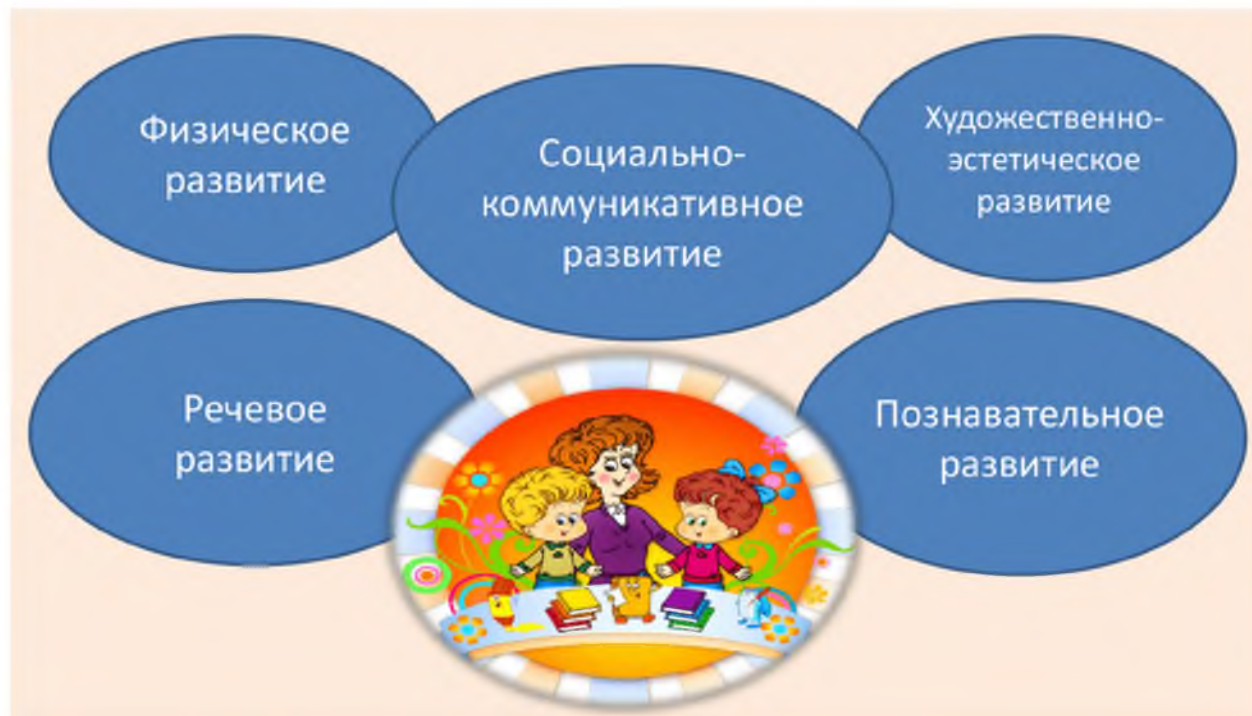 Физическое
развитие
Социально-
коммуникативное
развитие
Художественно-
эстетическое
развитие
Речевое
развитие
Познавательное
развитие